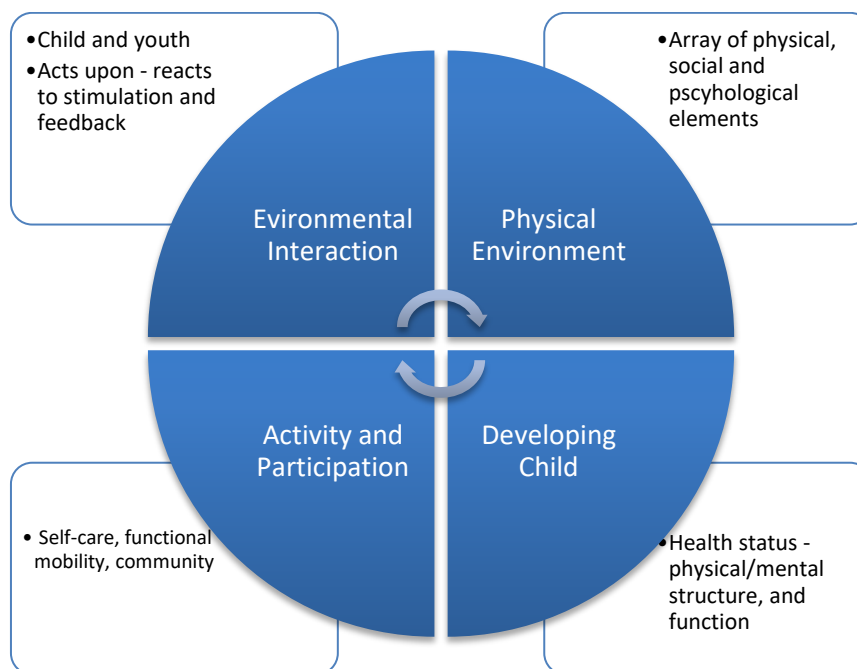 •Child and youth
•Acts upon - reacts
to stimulation and
feedback
•Array of physical,
social and
pscyhological
elements
Evironmental
Interaction
Physical
Environment
Activity and
Participation
Developing
Child
• Self-care, functional
mobility, community
•Health status -
physical/mental
structure, and
function